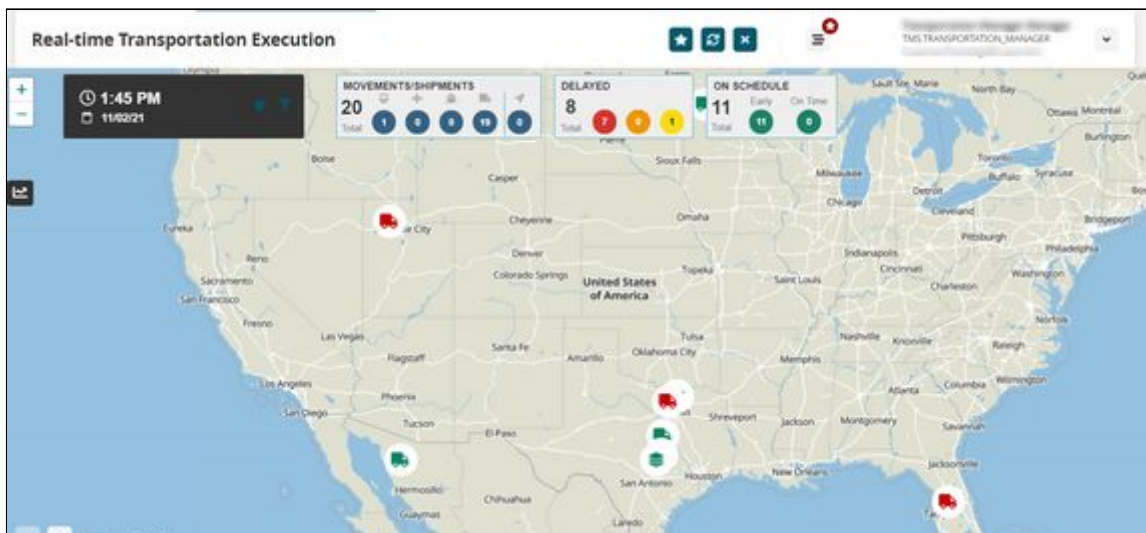 Real-time Transportation Execution
TMS.TRANSPORTATION_MANAGER
+
−
1:45 PM
11/02/21
MOVEMENTS/SHIPMENTS
20
Total
1
0
0
19
0
DELAYED
8
Total
7
0
1
ON SCHEDULE
11
Total
Early
11
On Time
0
Olympia
Sault Ste. Marie
North Bay
Ottawa
Montréal
Burlington
Pierre
Boise
Sioux Falls
Toronto
Casper
Milwaukee
Buffalo
Syracuse
Detroit
Chicago
Eureka
City
Cheyenne
Omaha
Cleveland
Bridgeport
Pittsburgh
Reno
Denver
Indianapolis
Philadelphia
Sacramento
Colorado Springs
United States
of America
Topeka
Saint Louis
Cincinnati
Washington
Charleston
San Francisco
Fresno
Norfolk
Las Vegas
Santa Fe
Tulsa
Nashville
Knoxville
Raleigh
Flagstaff
Amarillo
Oklahoma City
Memphis
Los Angeles
Phoenix
Atlanta
Columbia
Wilmington
San Diego
Tucson
El Paso
Shreveport
Jackson
Montgomery
Savannah
Jacksonville
Houston
New Orleans
San Antonio
Hermosillo
Chihuahua
Guaymas
Laredo